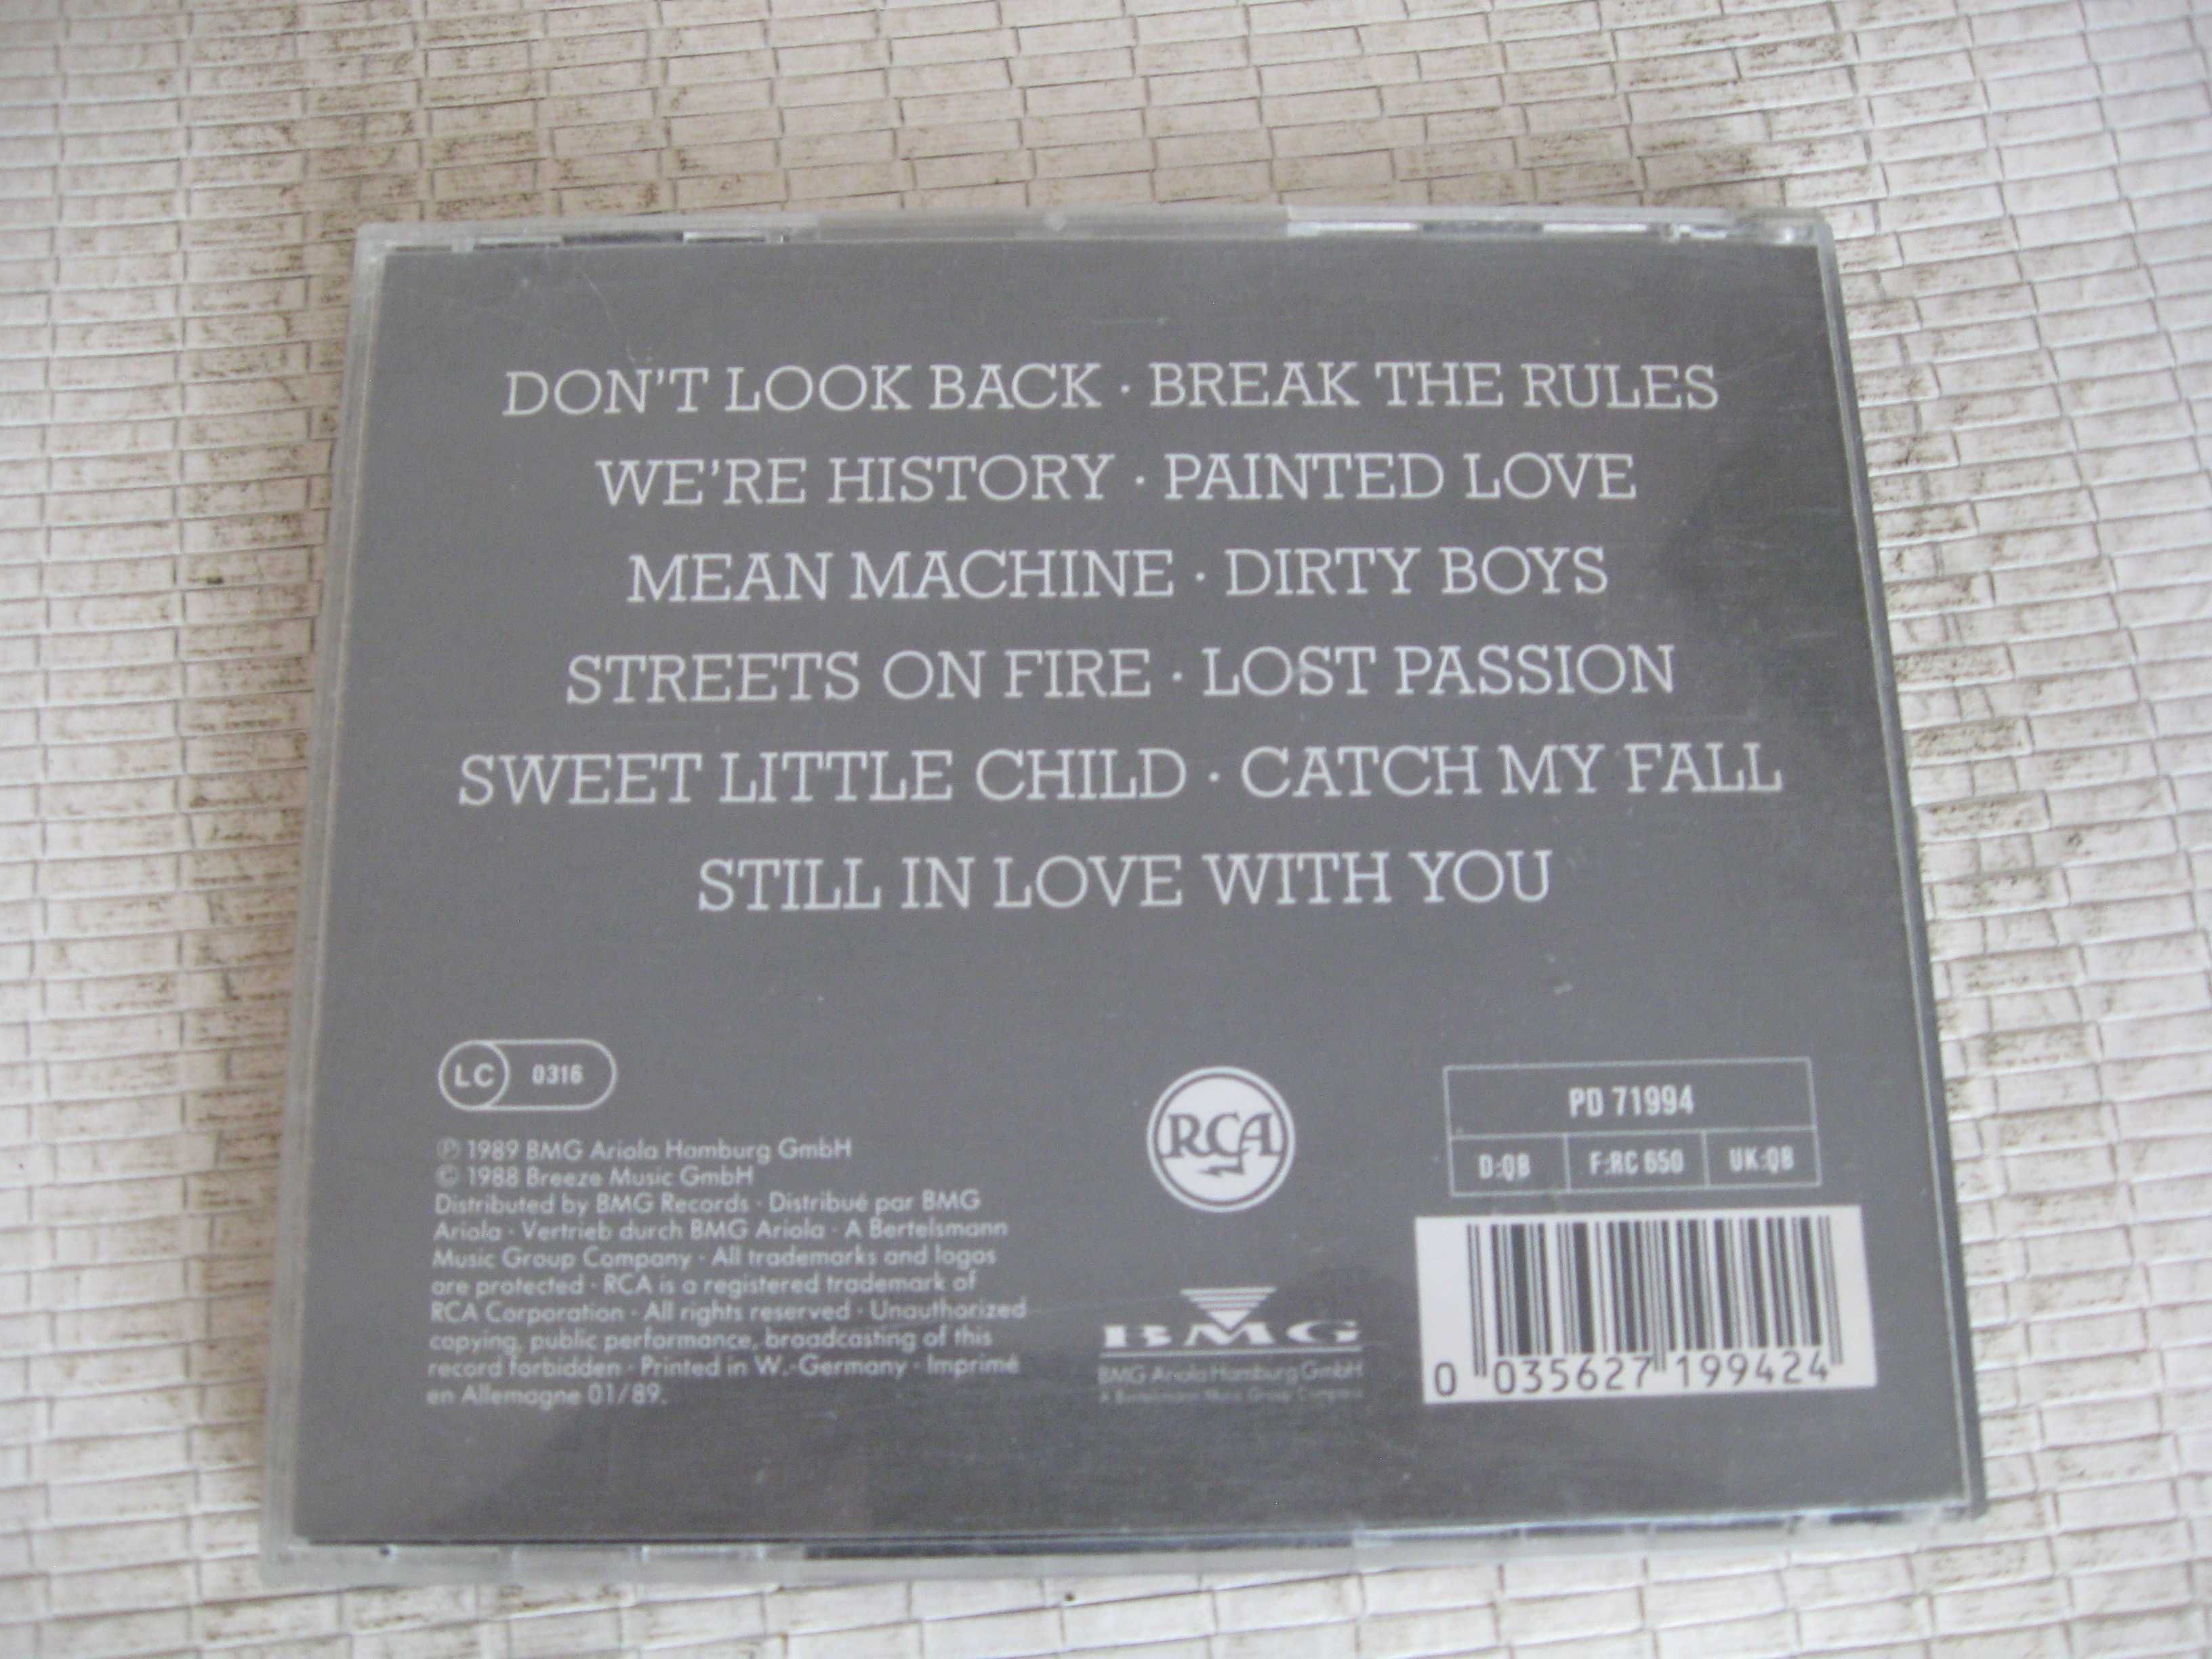 DON'T LOOK BACK · BREAK THE RULES
WE'RE HISTORY · PAINTED LOVE
MEAN MACHINE · DIRTY BOYS
STREETS ON FIRE · LOST PASSION
SWEET LITTLE CHILD · CATCH MY FALL
STILL IN LOVE WITH YOU
LC 0316
℗ 1989 BMG Ariola Hamburg GmbH
© 1988 Breeze Music GmbH
Distributed by BMG Records · Distribué par BMG
Ariola · Vertrieb durch BMG Ariola · A Bertelsmann
Music Group Company · All trademarks and logos
are protected · RCA is a registered trademark of
RCA Corporation · All rights reserved · Unauthorized
copying, public performance, broadcasting of this
record forbidden · Printed in W.-Germany · Imprimé
en Allemagne 01/89.
RCA
BMG
BMG Ariola Hamburg GmbH
A Bertelsmann Music Group Company
PD 71994
D:QB F:RC 650 UK:QB
0 035627 199424